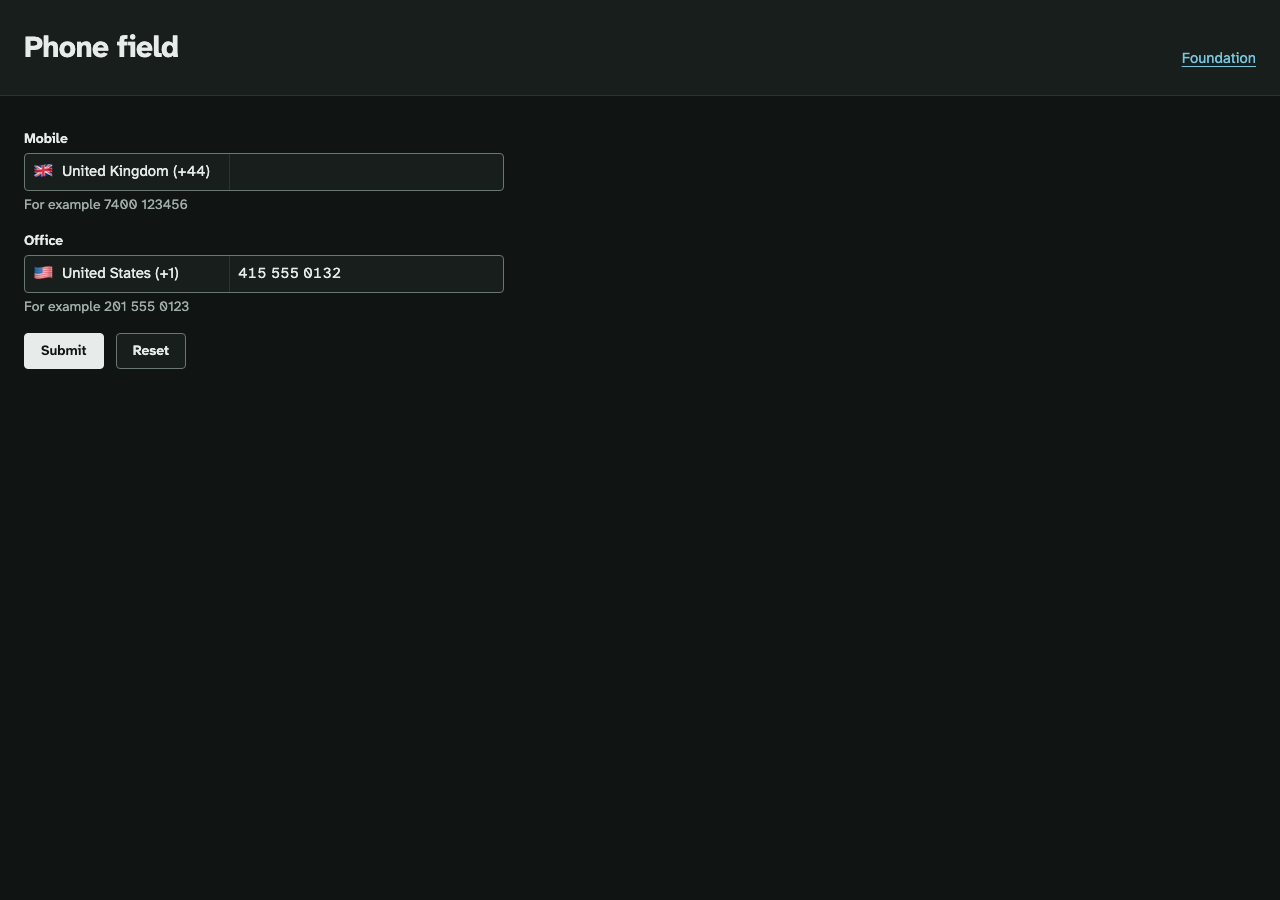 Phone field
Foundation
Mobile
United Kingdom (+44)
For example 7400 123456
Office
United States (+1) 415 555 0132
For example 201 555 0123
Submit Reset